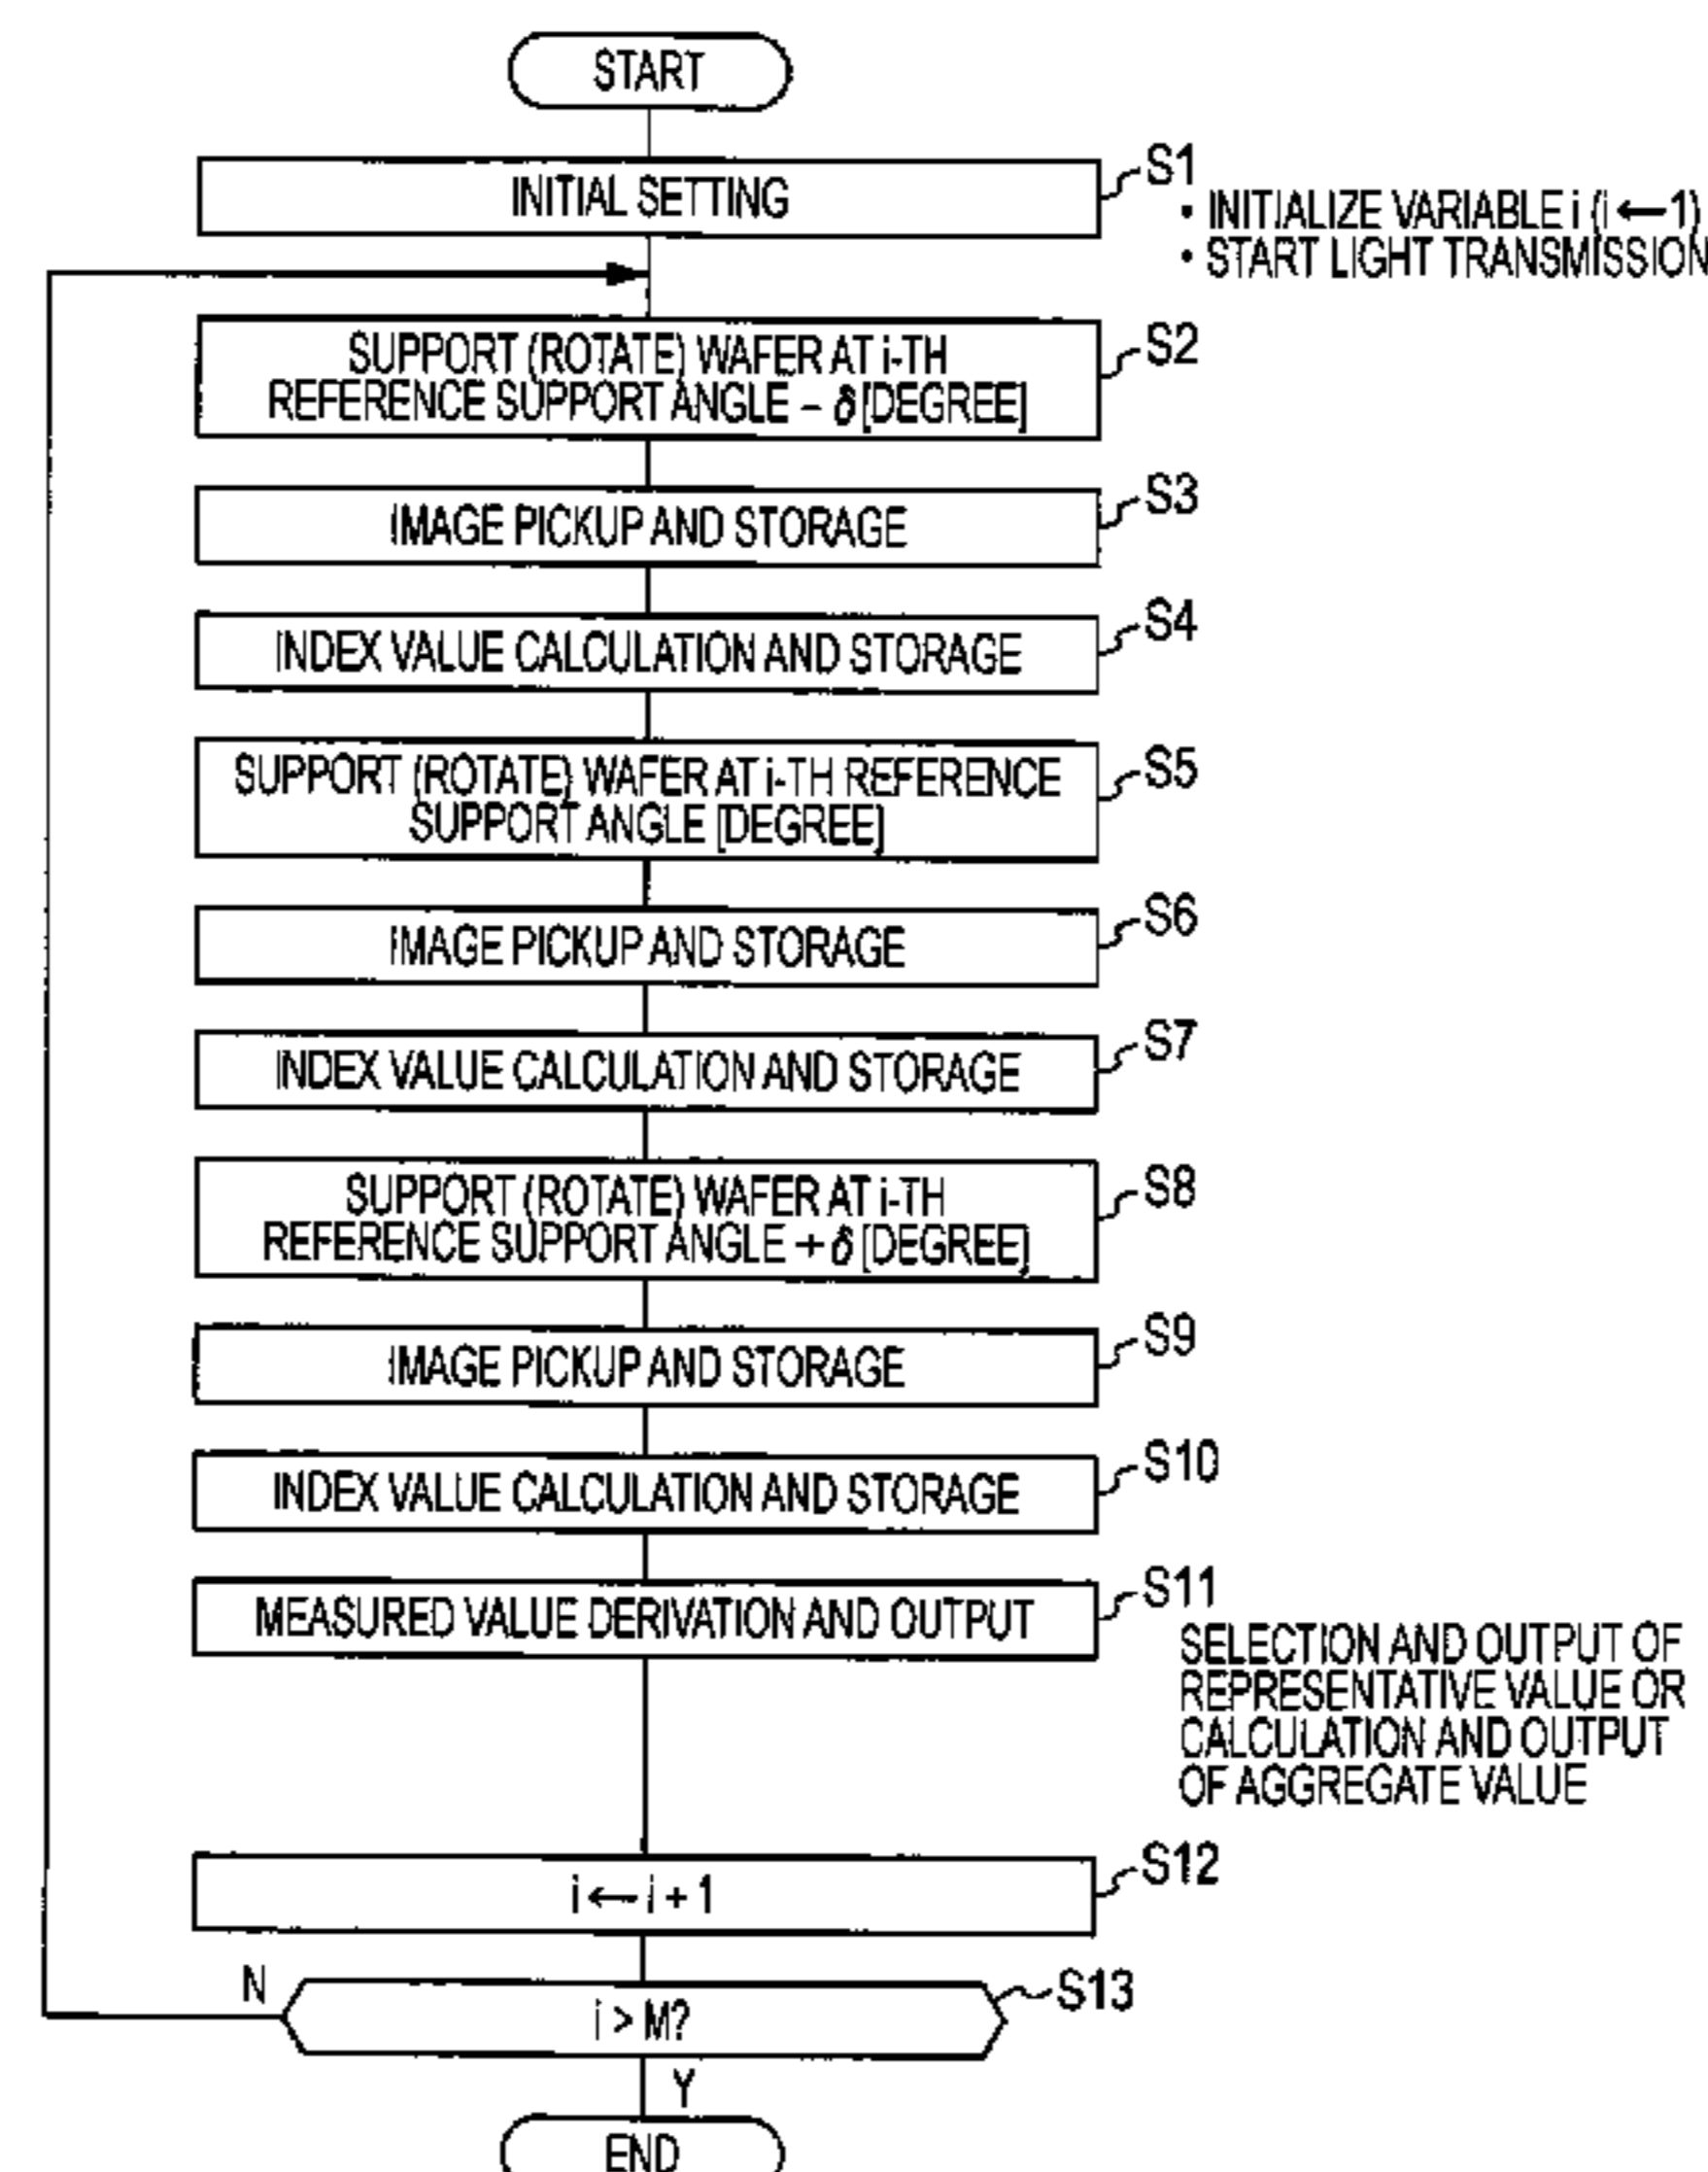 START
INITIAL SETTING
S1
• INITIALIZE VARIABLE i (i ← 1)
• START LIGHT TRANSMISSION
SUPPORT (ROTATE) WAFER AT i-TH
REFERENCE SUPPORT ANGLE – δ [DEGREE]
S2
IMAGE PICKUP AND STORAGE
S3
INDEX VALUE CALCULATION AND STORAGE
S4
SUPPORT (ROTATE) WAFER AT i-TH REFERENCE
SUPPORT ANGLE [DEGREE]
S5
IMAGE PICKUP AND STORAGE
S6
INDEX VALUE CALCULATION AND STORAGE
S7
SUPPORT (ROTATE) WAFER AT i-TH
REFERENCE SUPPORT ANGLE + δ [DEGREE]
S8
IMAGE PICKUP AND STORAGE
S9
INDEX VALUE CALCULATION AND STORAGE
S10
MEASURED VALUE DERIVATION AND OUTPUT
S11
SELECTION AND OUTPUT OF
REPRESENTATIVE VALUE OR
CALCULATION AND OUTPUT
OF AGGREGATE VALUE
i ← i + 1
S12
N
i > M?
S13
Y
END